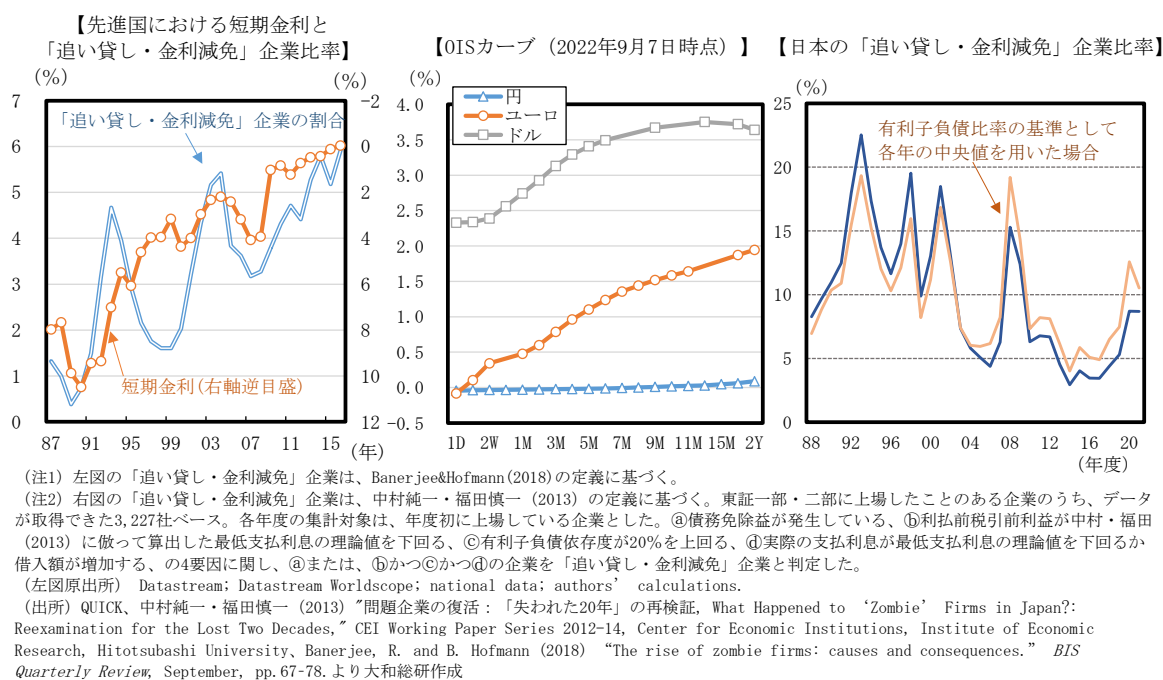 【先進国における短期金利と
「追い貸し・金利減免」企業比率】
(%)
(%)
7
6
5
4
3
2
1
0
-2
0
2
4
6
8
10
12
「追い貸し・金利減免」企業の割合
短期金利(右軸逆目盛)
87 91 95 99 03 07 11 15
(年)
【OISカーブ（2022年9月7日時点）】
(%)
4.0
3.5
3.0
2.5
2.0
1.5
1.0
0.5
0.0
-0.5
円
ユーロ
ドル
1D 2W 1M 3M 5M 7M 9M 11M 15M 2Y
【日本の「追い貸し・金利減免」企業比率】
(%)
25
20
15
10
5
0
有利子負債比率の基準として
各年の中央値を用いた場合
88 92 96 00 04 08 12 16 20
(年度)
（注1）左図の「追い貸し・金利減免」企業は、Banerjee&Hofmann(2018)の定義に基づく。
（注2）右図の「追い貸し・金利減免」企業は、中村純一・福田慎一（2013）の定義に基づく。東証一部・二部に上場したことのある企業のうち、データ
が取得できた3,227社ベース。各年度の集計対象は、年度初に上場している企業とした。ⓐ債務免除益が発生している、ⓑ利払前税引前利益が中村・福田
（2013）に倣って算出した最低支払利息の理論値を下回る、ⓒ有利子負債依存度が20%を上回る、ⓓ実際の支払利息が最低支払利息の理論値を下回るか
借入額が増加する、の4要因に関し、ⓐまたは、ⓑかつⓒかつⓓの企業を「追い貸し・金利減免」企業と判定した。
（左図原出所） Datastream; Datastream Worldscope; national data; authors’ calculations.
（出所）QUICK、中村純一・福田慎一（2013）"問題企業の復活：「失われた20年」の再検証, What Happened to ‘Zombie’ Firms in Japan?:
Reexamination for the Lost Two Decades," CEI Working Paper Series 2012-14, Center for Economic Institutions, Institute of Economic
Research, Hitotsubashi University、Banerjee, R. and B. Hofmann (2018) “The rise of zombie firms: causes and consequences.” BIS
Quarterly Review, September, pp.67-78.より大和総研作成